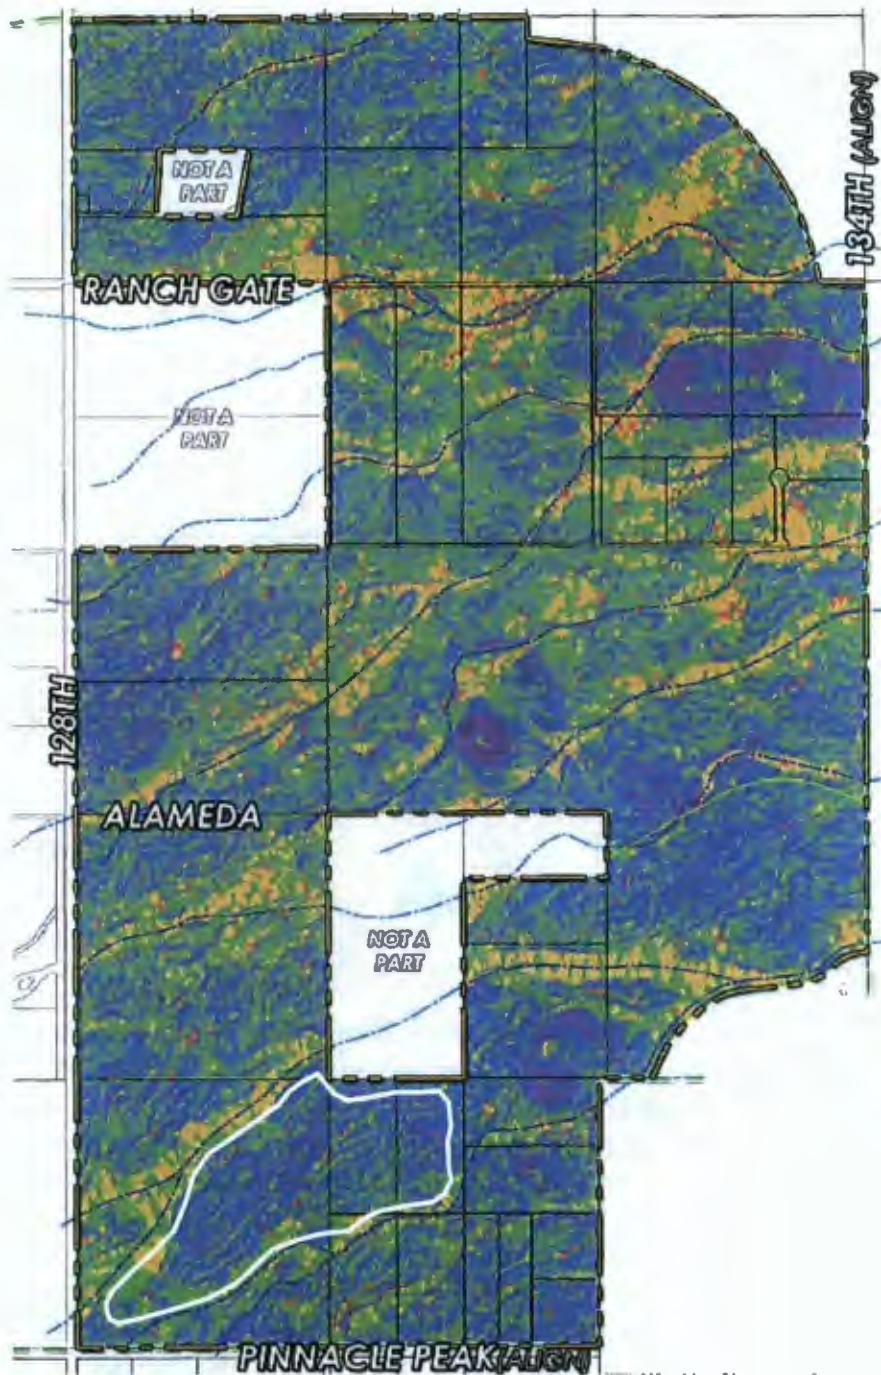 134TH (ALIGN)
NOT A
PART
RANCH GATE
NOT A
PART
128TH
ALAMEDA
NOT A
PART
PINNACLE PEAK (ALIGN)